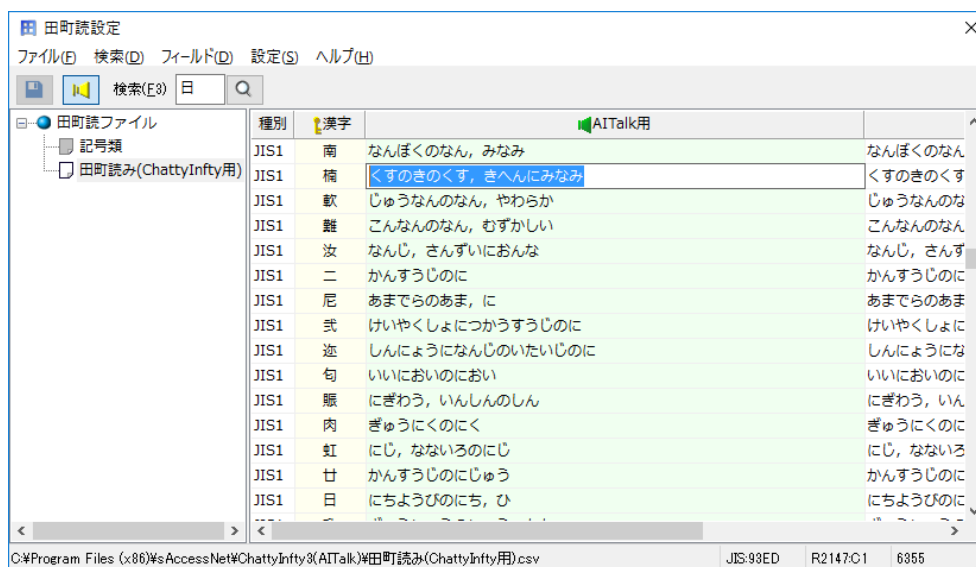 田町読設定
ファイル(F) 検索(D) フィールド(D) 設定(S) ヘルプ(H)
検索(F3) 日
田町読ファイル
記号類
田町読み(ChattyInfty用)
種別 漢字 AITalk用
JIS1 南 なんぼくのなん，みなみ なんぼくのなん
JIS1 楠 くすのきのくす，きへんにみなみ くすのきのくす
JIS1 軟 じゅうなんのなん，やわらか じゅうなんのな
JIS1 難 こんなんのなん，むずかしい こんなんのなん
JIS1 汝 なんじ，さんずいにおんな なんじ，さんず
JIS1 二 かんすうじのに かんすうじのに
JIS1 尼 あまでらのあま，に あまでらのあま
JIS1 弐 けいやくしょにつかうすうじのに けいやくしょに
JIS1 迩 しんにょうになんじのいたいじのに しんにょうにな
JIS1 匂 いいにおいのにおい いいにおいのに
JIS1 賑 にぎわう，いんしんのしん にぎわう，いん
JIS1 肉 ぎゅうにくのにく ぎゅうにくのに
JIS1 虹 にじ，なないろのにじ にじ，なないろ
JIS1 廿 かんすうじのにじゅう かんすうじのに
JIS1 日 にちようびのにち，ひ にちようびのに
C:¥Program Files (x86)¥sAccessNet¥ChattyInfty3(AITalk)¥田町読み(ChattyInfty用).csv JIS:93ED R2147:C1 6355